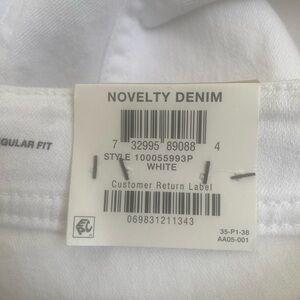 NOVELTY DENIM
GULAR FIT
7 32995 89088 4
STYLE 100055993P
WHITE
Customer Return Label
069831211343
35-P1-38
AA05-001